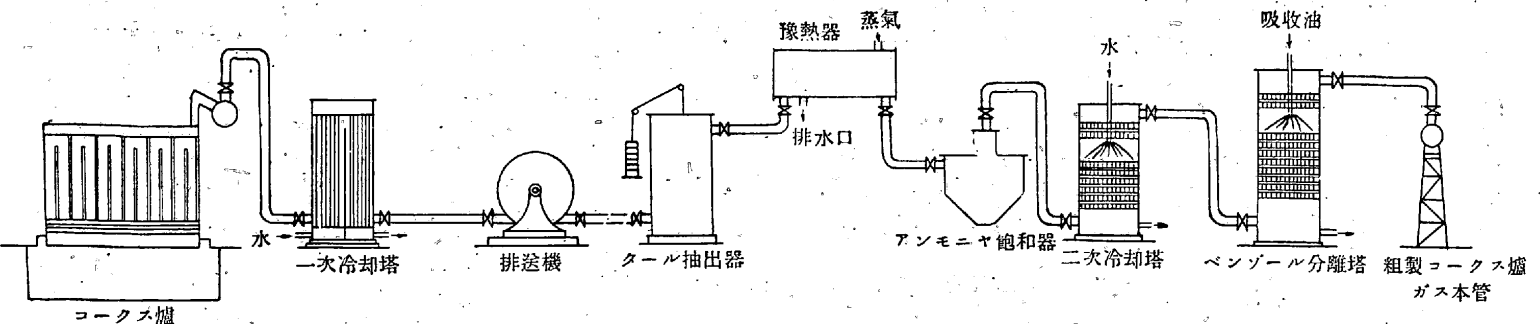 コークス爐
水
一次冷却塔
排送機
タール抽出器
豫熱器
蒸氣
排水口
アンモニヤ飽和器
水
二次冷却塔
吸收油
ベンゾール分離塔
粗製コークス爐
ガス本管